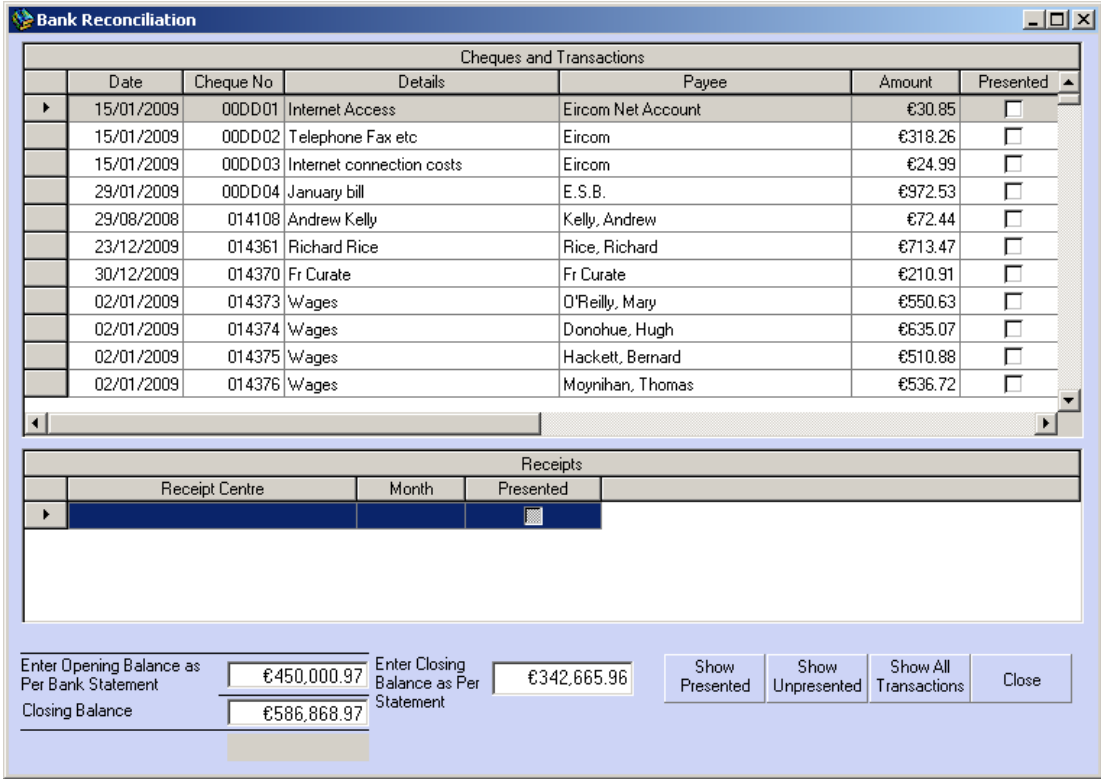 Bank Reconciliation
Cheques and Transactions
Date Cheque No Details Payee Amount Presented
15/01/2009 00DD01 Internet Access Eircom Net Account €30.85
15/01/2009 00DD02 Telephone Fax etc Eircom €318.26
15/01/2009 00DD03 Internet connection costs Eircom €24.99
29/01/2009 00DD04 January bill E.S.B. €972.53
29/08/2008 014108 Andrew Kelly Kelly, Andrew €72.44
23/12/2009 014361 Richard Rice Rice, Richard €713.47
30/12/2009 014370 Fr Curate Fr Curate €210.91
02/01/2009 014373 Wages O'Reilly, Mary €550.63
02/01/2009 014374 Wages Donohue, Hugh €635.07
02/01/2009 014375 Wages Hackett, Bernard €510.88
02/01/2009 014376 Wages Moynihan, Thomas €536.72
Receipts
Receipt Centre Month Presented
Enter Opening Balance as
Per Bank Statement
€450,000.97
Closing Balance
€586,868.97
Enter Closing
Balance as Per
Statement
€342,665.96
Show
Presented
Show
Unpresented
Show All
Transactions
Close